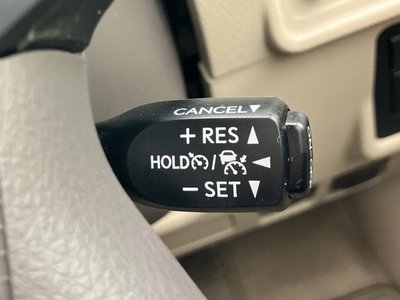 CANCEL▼
+ RES ▲
HOLD / ◀
− SET ▼